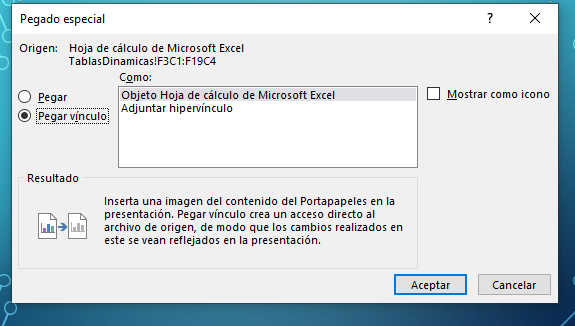 Pegado especial
? ×
Origen: Hoja de cálculo de Microsoft Excel
TablasDinamicas!F3C1:F19C4
Como:
Pegar
Pegar vínculo
Objeto Hoja de cálculo de Microsoft Excel
Adjuntar hipervínculo
Mostrar como icono
Resultado
Inserta una imagen del contenido del Portapapeles en la
presentación. Pegar vínculo crea un acceso directo al
archivo de origen, de modo que los cambios realizados en
este se vean reflejados en la presentación.
Aceptar
Cancelar